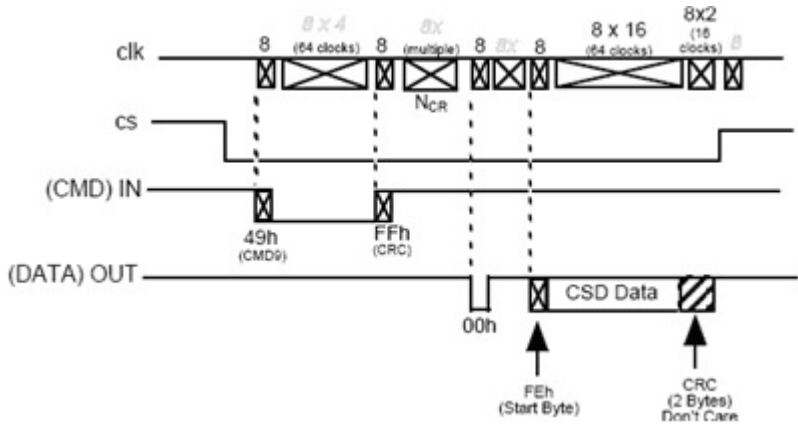 8 8 x 4 8 8x 8 8x 8 8 x 16 8x2
(64 clocks) (multiple) (64 clocks) (16
clocks) 8
clk
NCR
cs
(CMD) IN
49h FFh
(CMD9) (CRC)
(DATA) OUT
CSD Data
00h
FEh CRC
(Start Byte) (2 Bytes)
Don't Care